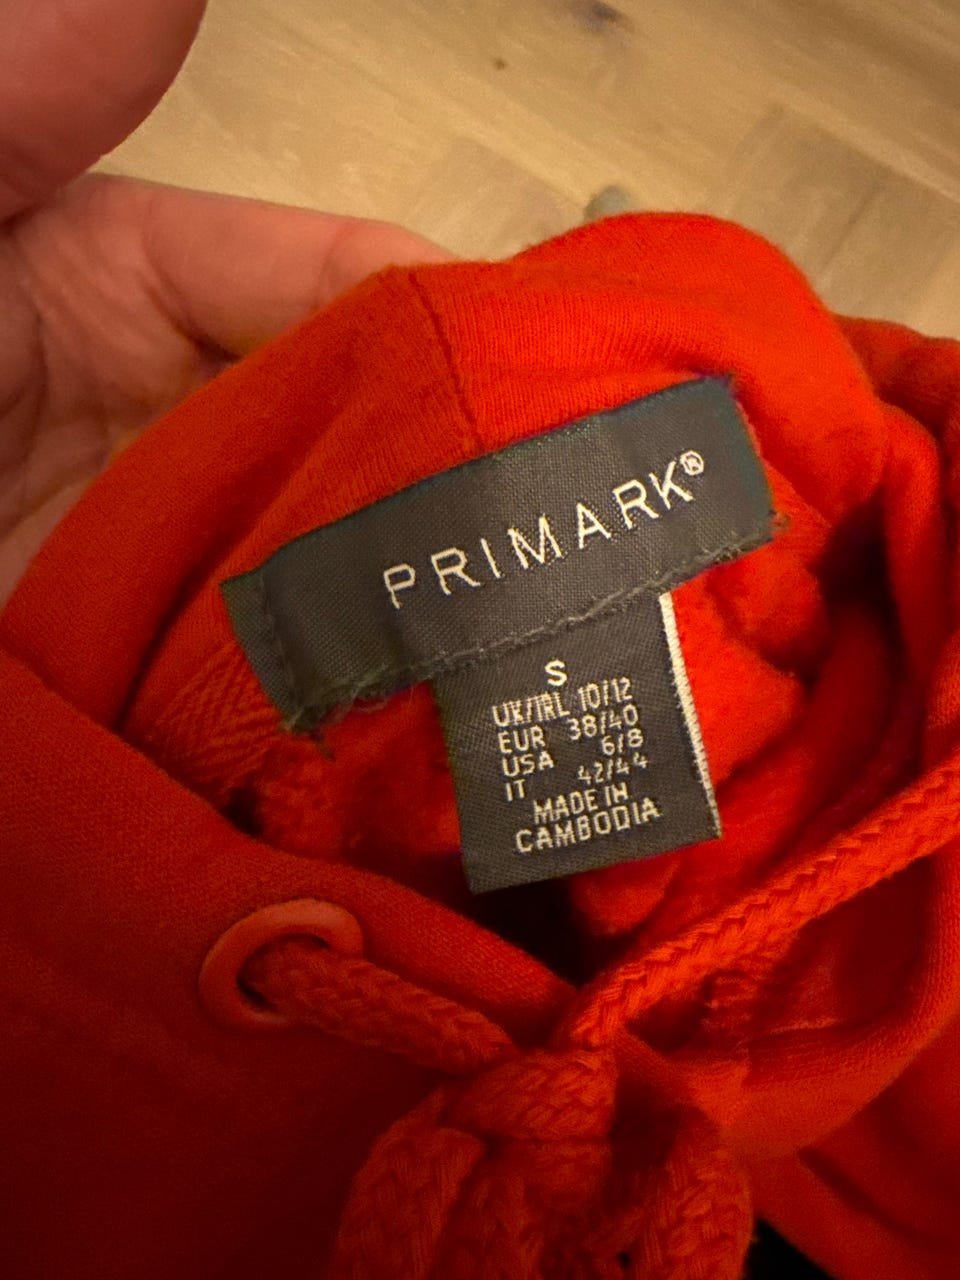 PRIMARK®
S
UK/IRL 10/12
EUR 38/40
USA 6/8
IT 42/44
MADE IN
CAMBODIA